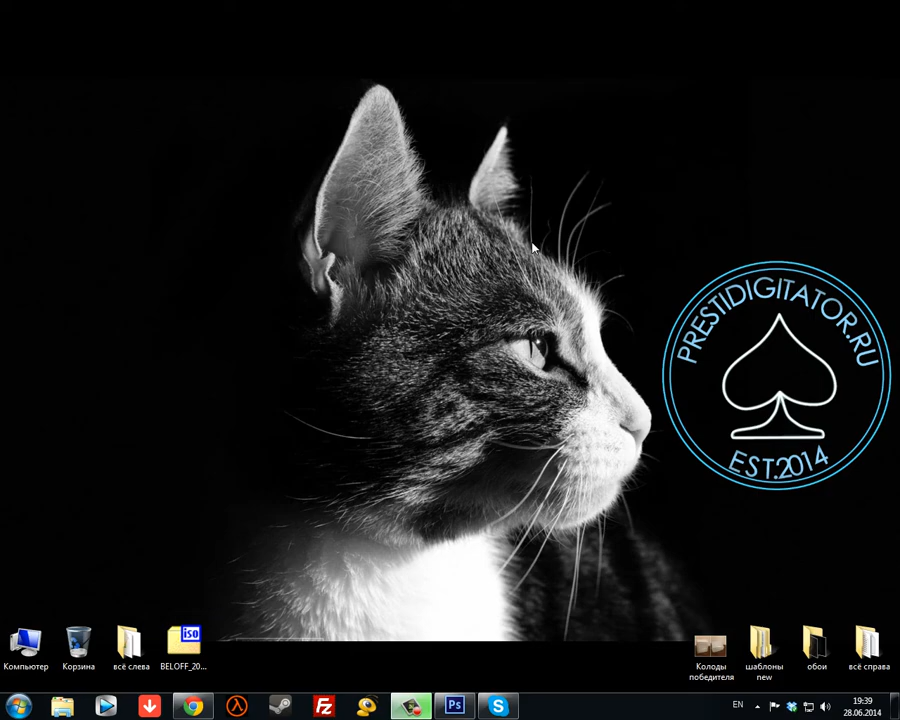 PRESTIDIGITATOR.RU
EST.2014
Компьютер
Корзина
всё слева
BELOFF_20...
iso
Колоды победителя
шаблоны new
обои
всё справа
Ps
EN
19:39
28.06.2014